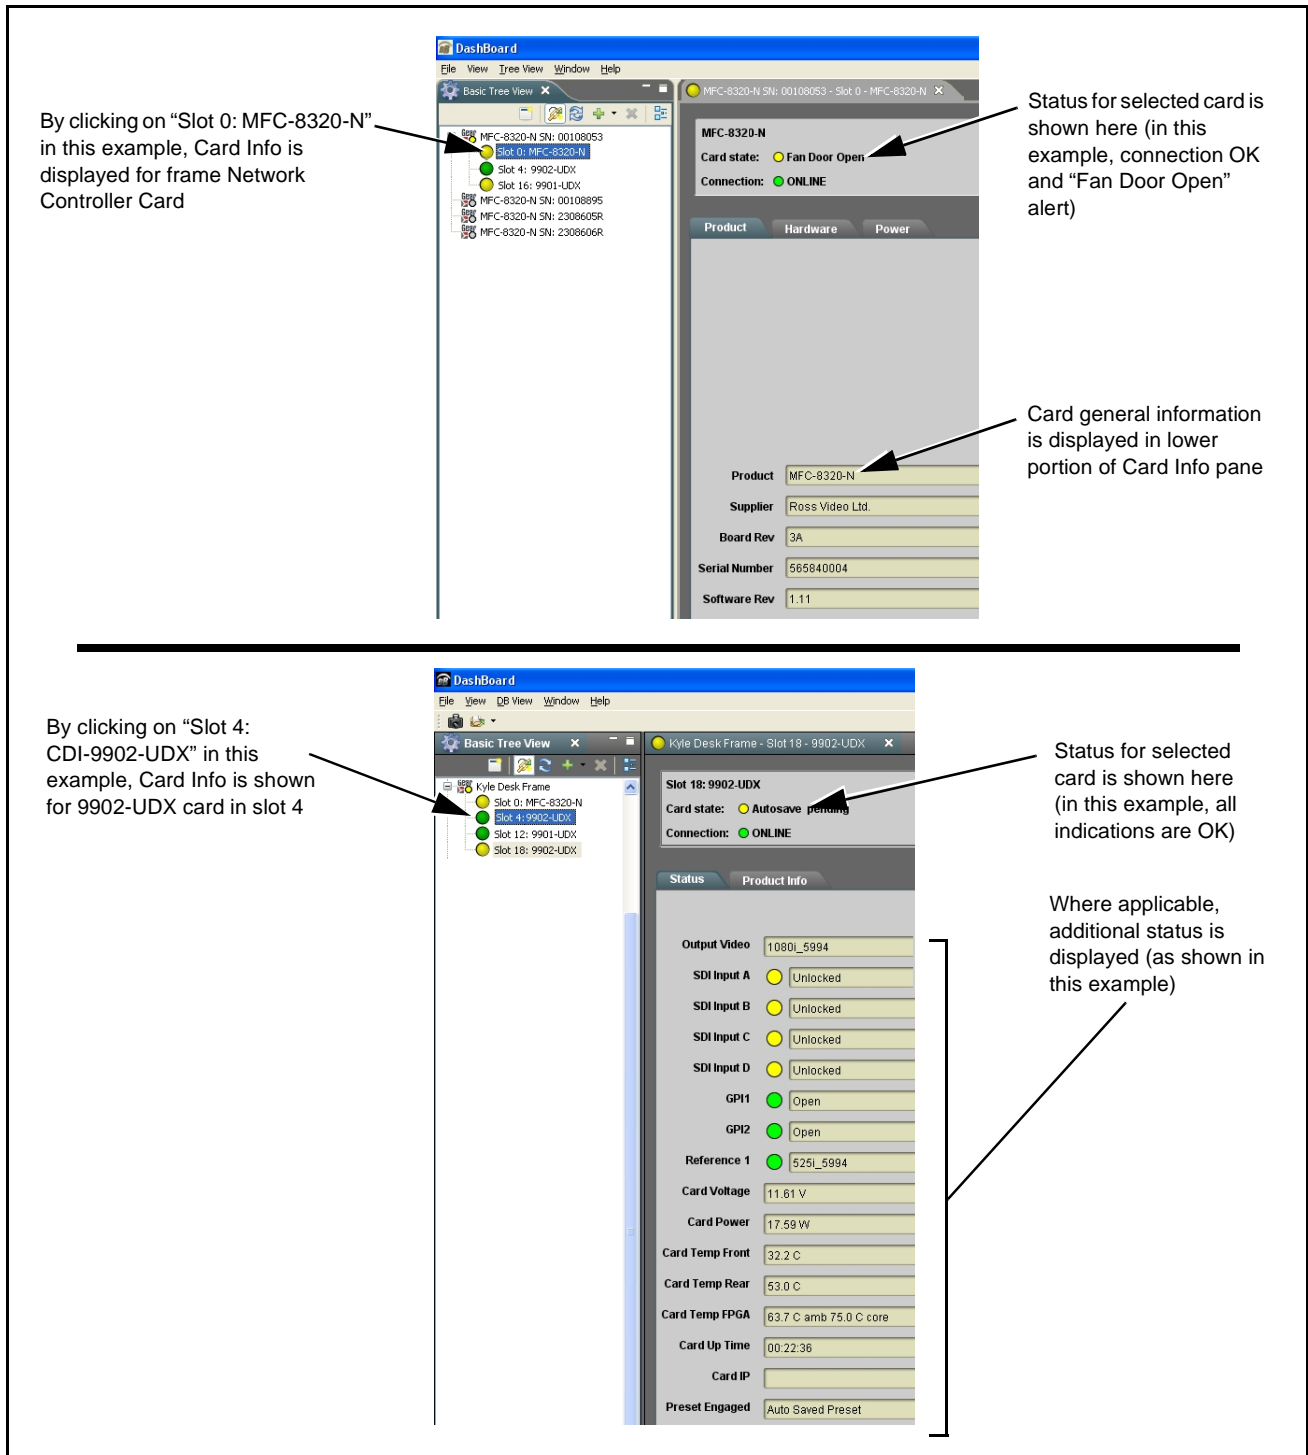 DashBoard
File View Tree View Window Help
Basic Tree View
MFC-8320-N SN: 00108053 - Slot 0 - MFC-8320-N
By clicking on “Slot 0: MFC-8320-N”
in this example, Card Info is
displayed for frame Network
Controller Card
MFC-8320-N SN: 00108053
Slot 0: MFC-8320-N
Slot 4: 9902-UDX
Slot 16: 9901-UDX
MFC-8320-N SN: 00108895
MFC-8320-N SN: 2308605R
MFC-8320-N SN: 2308606R
MFC-8320-N
Card state: Fan Door Open
Connection: ONLINE
Status for selected card is
shown here (in this
example, connection OK
and “Fan Door Open”
alert)
Product Hardware Power
Card general information
is displayed in lower
portion of Card Info pane
Product MFC-8320-N
Supplier Ross Video Ltd.
Board Rev 3A
Serial Number 565840004
Software Rev 1.11
DashBoard
File View DB View Window Help
Basic Tree View
Kyle Desk Frame - Slot 18 - 9902-UDX
By clicking on “Slot 4:
CDI-9902-UDX” in this
example, Card Info is shown
for 9902-UDX card in slot 4
Kyle Desk Frame
Slot 0: MFC-8320-N
Slot 4: 9902-UDX
Slot 12: 9901-UDX
Slot 18: 9902-UDX
Slot 18: 9902-UDX
Card state: Autosave pending
Connection: ONLINE
Status for selected
card is shown here
(in this example, all
indications are OK)
Status Product Info
Where applicable,
additional status is
displayed (as shown in
this example)
Output Video 1080i_5994
SDI Input A Unlocked
SDI Input B Unlocked
SDI Input C Unlocked
SDI Input D Unlocked
GPI1 Open
GPI2 Open
Reference 1 525i_5994
Card Voltage 11.61 V
Card Power 17.59 W
Card Temp Front 32.2 C
Card Temp Rear 53.0 C
Card Temp FPGA 63.7 C amb 75.0 C core
Card Up Time 00:22:36
Card IP
Preset Engaged Auto Saved Preset